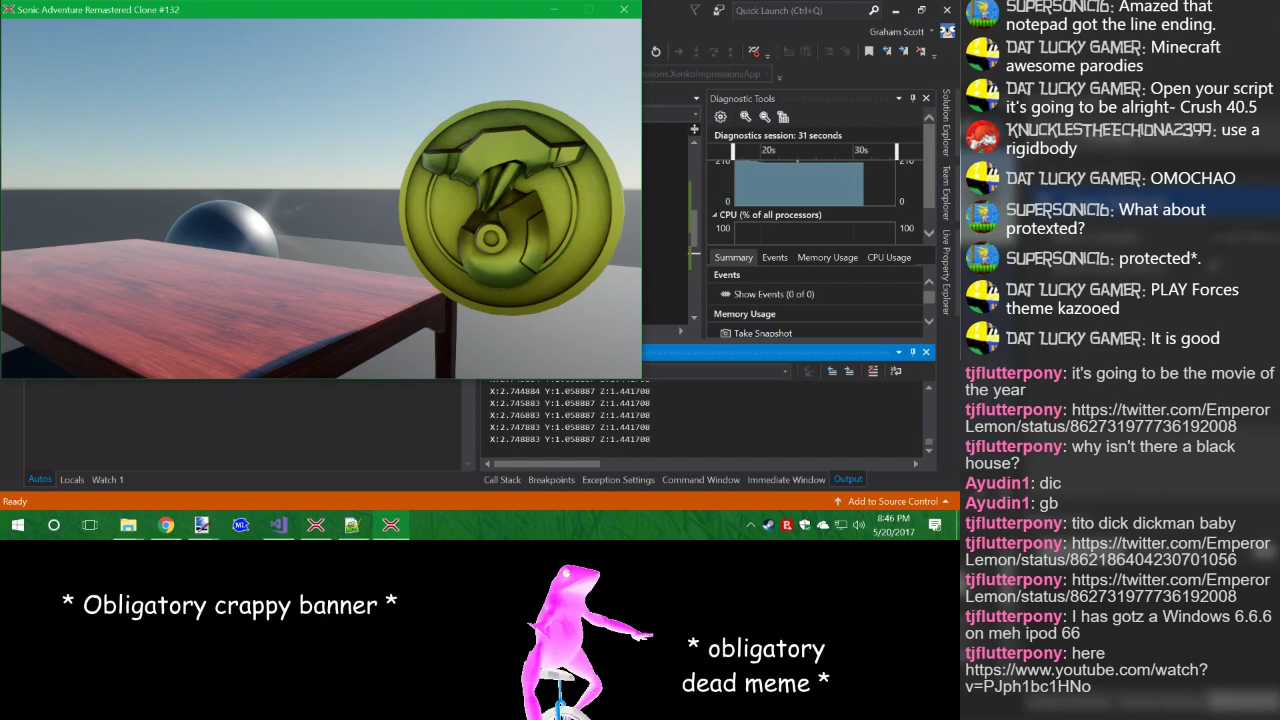 Sonic Adventure Remastered Clone #132
Quick Launch (Ctrl+Q)
Graham Scott
ssions.XenkoImpressionsApp
Diagnostic Tools
Diagnostics session: 31 seconds
20s
30s
210
210
0
0
CPU (% of all processors)
100
100
Summary
Events
Memory Usage
CPU Usage
Events
Show Events (0 of 0)
Memory Usage
Take Snapshot
Solution Explorer
Team Explorer
Live Property Explorer
X:2.744884 Y:1.058887 Z:1.441708
X:2.745883 Y:1.058887 Z:1.441708
X:2.746883 Y:1.058887 Z:1.441708
X:2.747883 Y:1.058887 Z:1.441708
X:2.748883 Y:1.058887 Z:1.441708
Autos
Locals
Watch 1
Call Stack
Breakpoints
Exception Settings
Command Window
Immediate Window
Output
Ready
Add to Source Control
8:46 PM
5/20/2017
* Obligatory crappy banner *
* obligatory
dead meme *
SUPERSONIC16: Amazed that
notepad got the line ending.
DAT LUCKY GAMER: Minecraft
awesome parodies
DAT LUCKY GAMER: Open your script
it's going to be alright- Crush 40.5
KNUCKLESTHEECHIDNA2399: use a
rigidbody
DAT LUCKY GAMER: OMOCHAO
SUPERSONIC16: What about
protexted?
SUPERSONIC16: protected*.
DAT LUCKY GAMER: PLAY Forces
theme kazooed
DAT LUCKY GAMER: It is good
tjflutterpony: it's going to be the movie of
the year
tjflutterpony: https://twitter.com/Emperor
Lemon/status/862731977736192008
tjflutterpony: why isn't there a black
house?
Ayudin1: dic
Ayudin1: gb
tjflutterpony: tito dick dickman baby
tjflutterpony: https://twitter.com/Emperor
Lemon/status/862186404230701056
tjflutterpony: https://twitter.com/Emperor
Lemon/status/862731977736192008
tjflutterpony: I has gotz a Windows 6.6.6
on meh ipod 66
tjflutterpony: here
https://www.youtube.com/watch?
v=PJph1bc1HNo